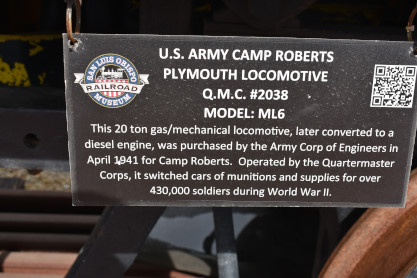 U.S. ARMY CAMP ROBERTS
PLYMOUTH LOCOMOTIVE
Q.M.C. #2038
MODEL: ML6
SAN LUIS OBISPO
RAILROAD
MUSEUM
This 20 ton gas/mechanical locomotive, later converted to a
diesel engine, was purchased by the Army Corp of Engineers in
April 1941 for Camp Roberts. Operated by the Quartermaster
Corps, it switched cars of munitions and supplies for over
430,000 soldiers during World War II.